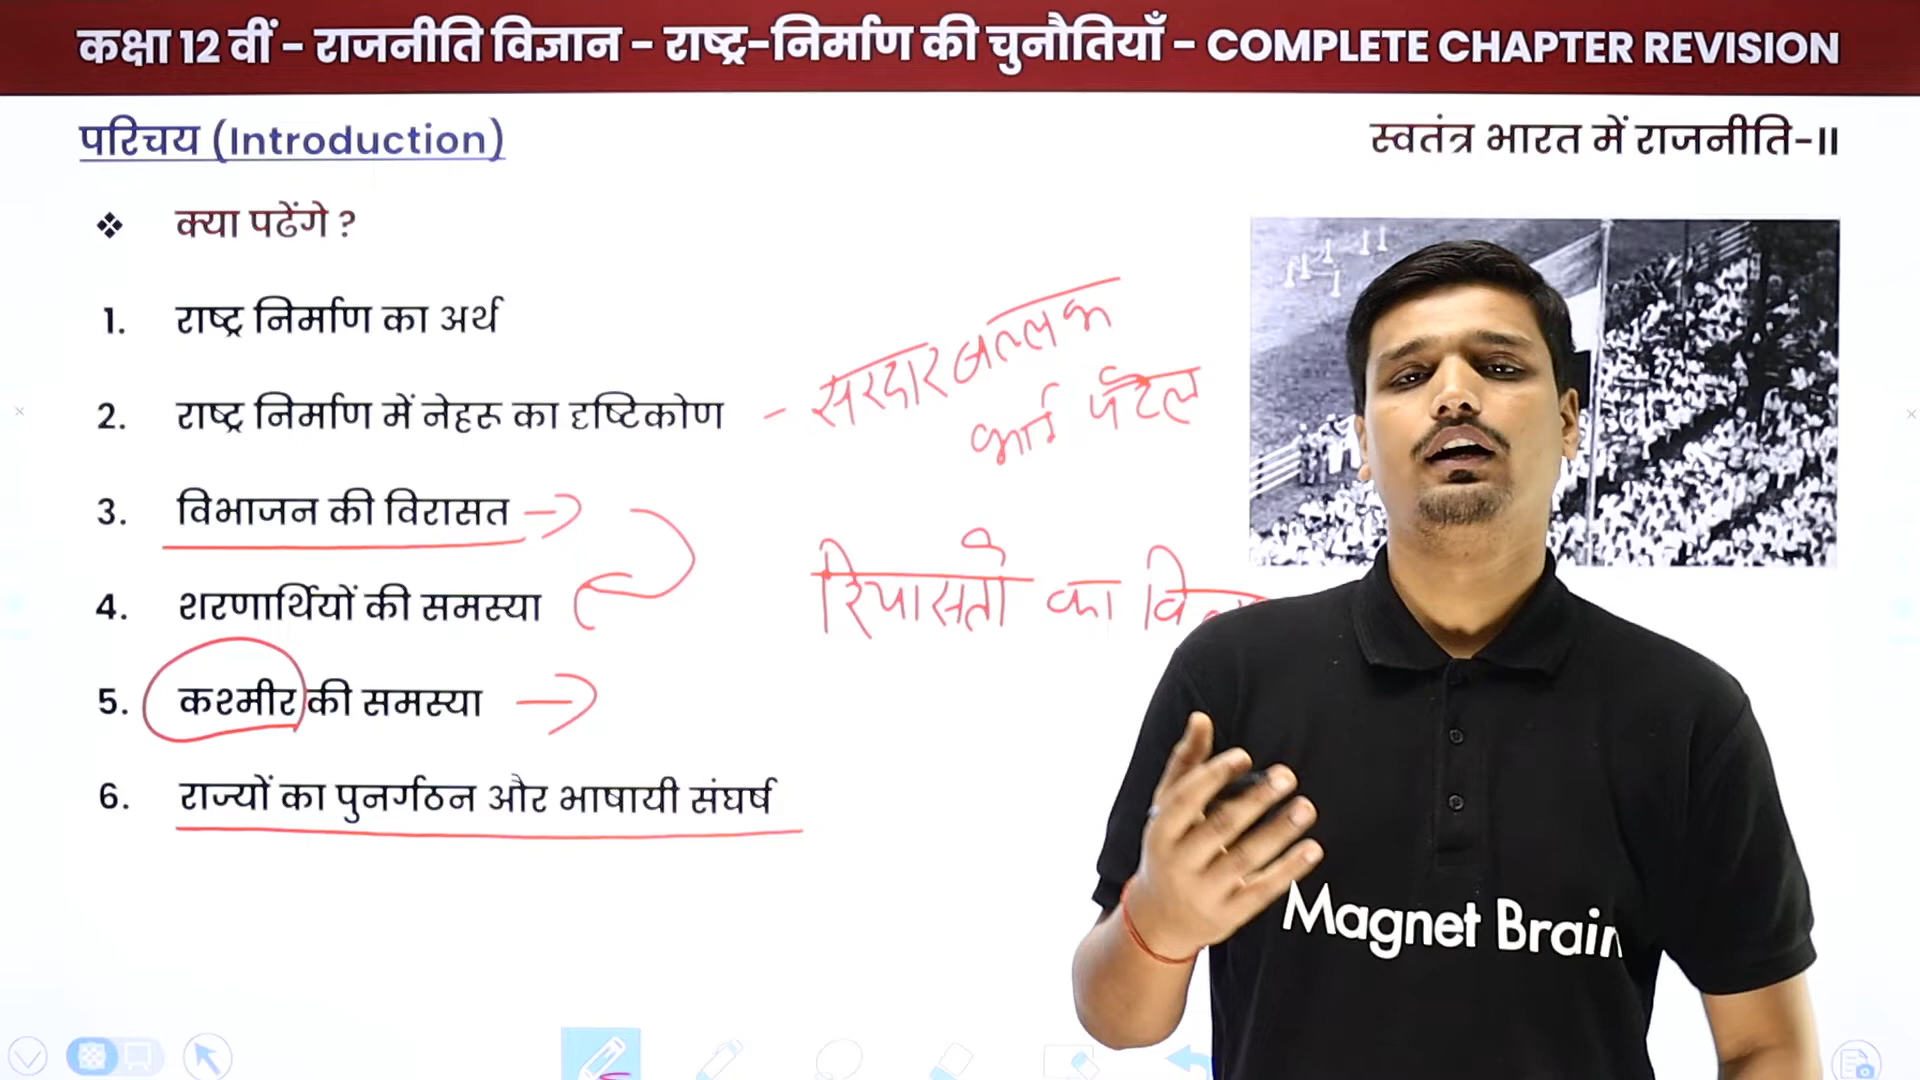 कक्षा 12 वीं - राजनीति विज्ञान - राष्ट्र-निर्माण की चुनौतियाँ - COMPLETE CHAPTER REVISION
परिचय (Introduction)
स्वतंत्र भारत में राजनीति-II
❖ क्या पढेंगे ?
1. राष्ट्र निर्माण का अर्थ
2. राष्ट्र निर्माण में नेहरू का दृष्टिकोण
- सरदार वल्लभ
भाई पटेल
3. विभाजन की विरासत
4. शरणार्थियों की समस्या
रियासतों का
5. कश्मीर की समस्या
6. राज्यों का पुनर्गठन और भाषायी संघर्ष
Magnet Brain